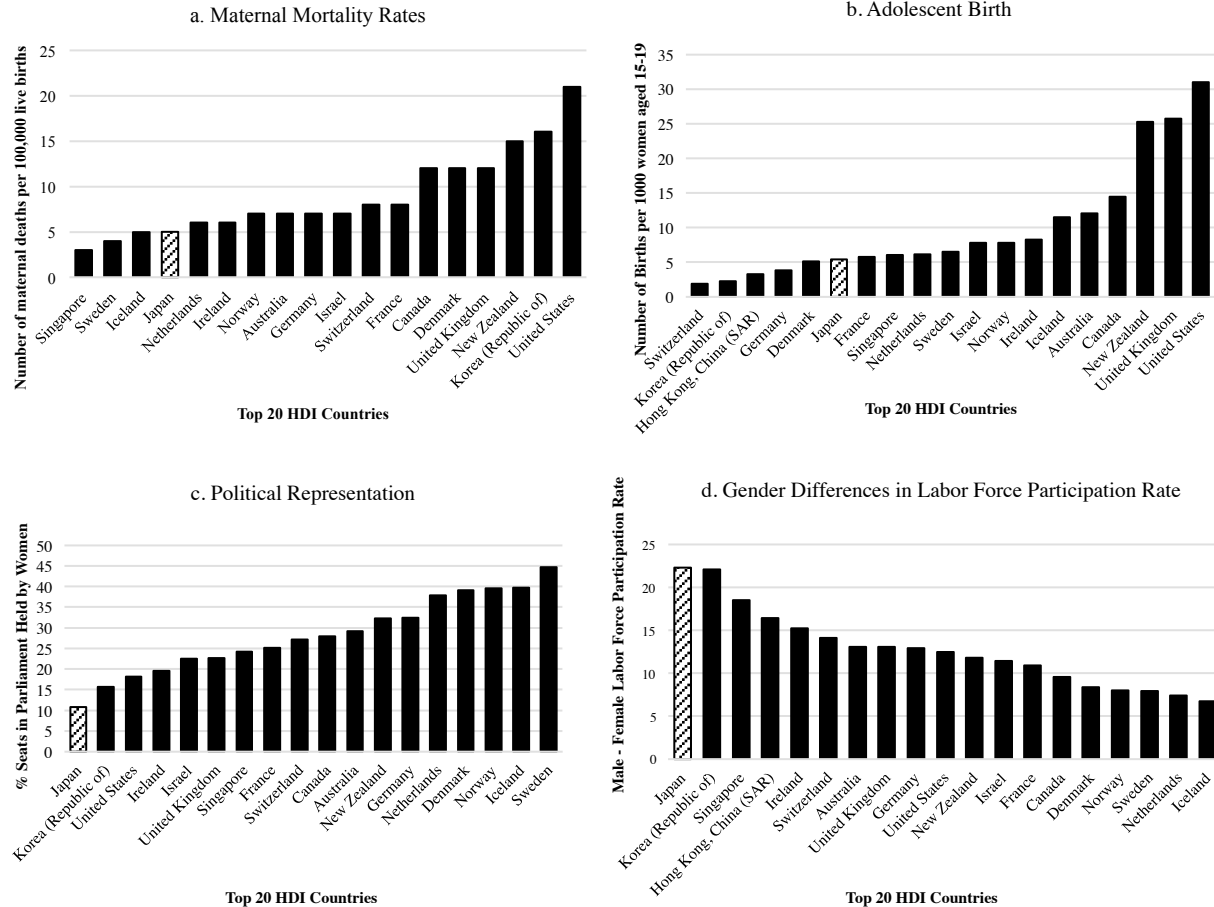 a. Maternal Mortality Rates
Number of maternal deaths per 100,000 live births
25
20
15
10
5
0
Singapore
Sweden
Iceland
Japan
Netherlands
Ireland
Norway
Australia
Germany
Israel
Switzerland
France
Canada
Denmark
United Kingdom
New Zealand
Korea (Republic of)
United States
Top 20 HDI Countries
b. Adolescent Birth
Number of Births per 1000 women aged 15-19
35
30
25
20
15
10
5
0
Switzerland
Korea (Republic of)
Hong Kong, China (SAR)
Germany
Denmark
Japan
France
Singapore
Netherlands
Sweden
Israel
Norway
Ireland
Iceland
Australia
Canada
New Zealand
United Kingdom
United States
Top 20 HDI Countries
c. Political Representation
% Seats in Parliament Held by Women
50
45
40
35
30
25
20
15
10
5
0
Japan
Korea (Republic of)
United States
Ireland
Israel
United Kingdom
Singapore
France
Switzerland
Canada
Australia
New Zealand
Germany
Netherlands
Denmark
Norway
Iceland
Sweden
Top 20 HDI Countries
d. Gender Differences in Labor Force Participation Rate
Male - Female Labor Force Participation Rate
25
20
15
10
5
0
Japan
Korea (Republic of)
Singapore
Hong Kong, China (SAR)
Ireland
Switzerland
Australia
United Kingdom
Germany
United States
New Zealand
Israel
France
Canada
Denmark
Norway
Sweden
Netherlands
Iceland
Top 20 HDI Countries